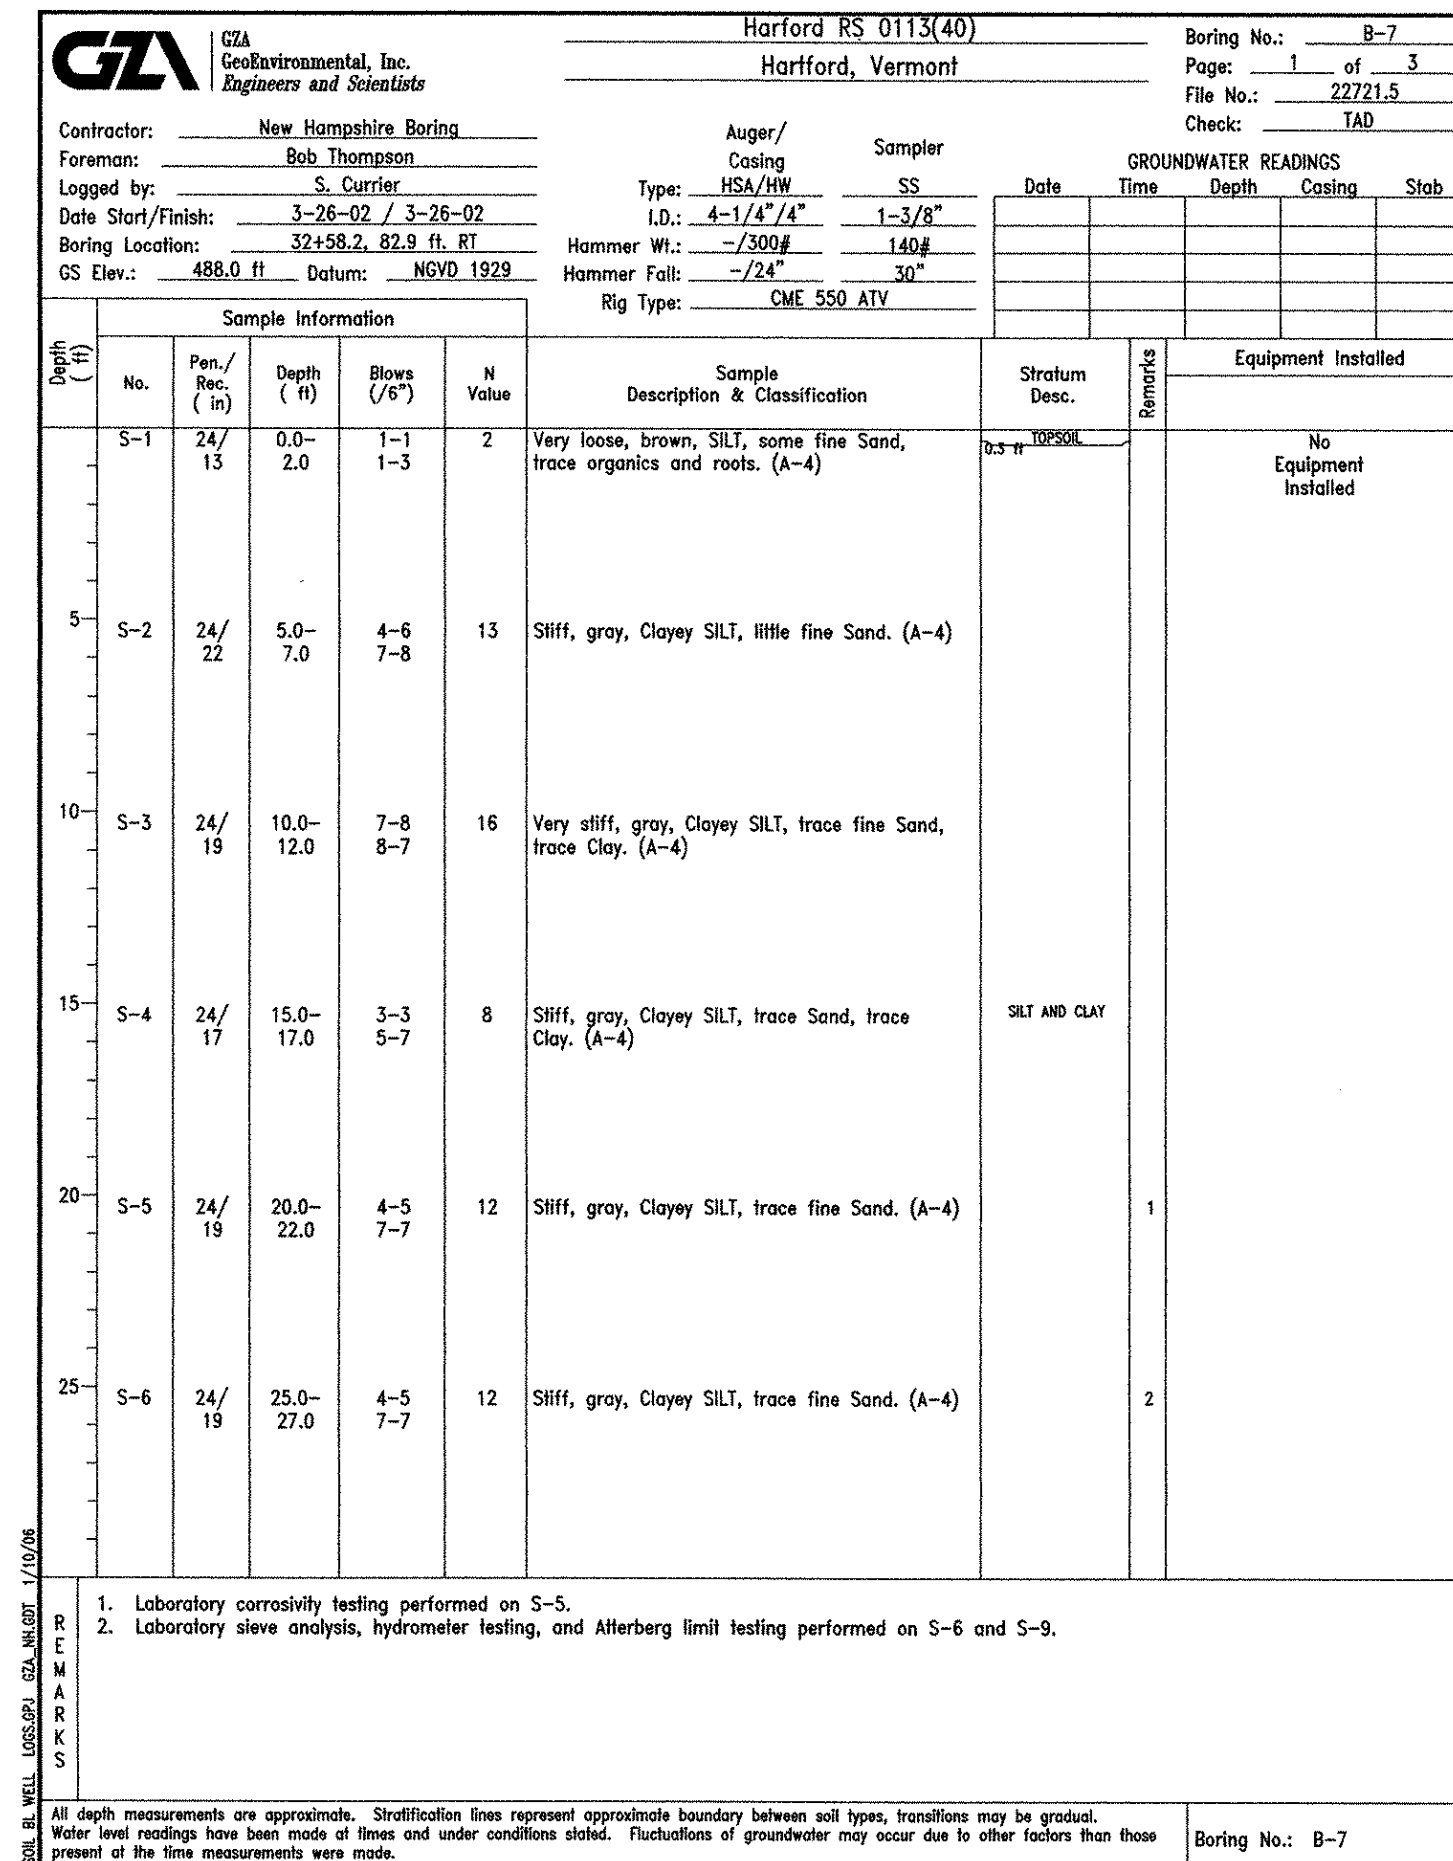 GZA
GZA
GeoEnvironmental, Inc.
Engineers and Scientists
Harford RS 0113(40)
Hartford, Vermont
Boring No.: B-7
Page: 1 of 3
File No.: 22721.5
Check: TAD
Contractor: New Hampshire Boring
Foreman: Bob Thompson
Logged by: S. Currier
Date Start/Finish: 3-26-02 / 3-26-02
Boring Location: 32+58.2, 82.9 ft. RT
GS Elev.: 488.0 ft Datum: NGVD 1929
Auger/
Casing Sampler
Type: HSA/HW SS
I.D.: 4-1/4"/4" 1-3/8"
Hammer Wt.: -/300# 140#
Hammer Fall: -/24" 30"
Rig Type: CME 550 ATV
GROUNDWATER READINGS
Date Time Depth Casing Stab
Depth
( ft)
Sample Information
No.
Pen./
Rec.
( in)
Depth
( ft)
Blows
(/6")
N
Value
Sample
Description & Classification
Stratum
Desc.
Remarks
Equipment Installed
S-1 24/ 0.0- 1-1 2 Very loose, brown, SILT, some fine Sand, TOPSOIL No
13 2.0 1-3 trace organics and roots. (A-4) Equipment
Installed
5
S-2 24/ 5.0- 4-6 13 Stiff, gray, Clayey SILT, little fine Sand. (A-4)
22 7.0 7-8
10
S-3 24/ 10.0- 7-8 16 Very stiff, gray, Clayey SILT, trace fine Sand,
19 12.0 8-7 trace Clay. (A-4)
15
S-4 24/ 15.0- 3-3 8 Stiff, gray, Clayey SILT, trace Sand, trace SILT AND CLAY
17 17.0 5-7 Clay. (A-4)
20
S-5 24/ 20.0- 4-5 12 Stiff, gray, Clayey SILT, trace fine Sand. (A-4) 1
19 22.0 7-7
25
S-6 24/ 25.0- 4-5 12 Stiff, gray, Clayey SILT, trace fine Sand. (A-4) 2
19 27.0 7-7
REMARKS
1. Laboratory corrosivity testing performed on S-5.
2. Laboratory sieve analysis, hydrometer testing, and Atterberg limit testing performed on S-6 and S-9.
SOIL BL WELL LOGS.GPJ GZA_NH.GDT 1/10/06
All depth measurements are approximate. Stratification lines represent approximate boundary between soil types, transitions may be gradual.
Water level readings have been made at times and under conditions stated. Fluctuations of groundwater may occur due to other factors than those
present at the time measurements were made.
Boring No.: B-7